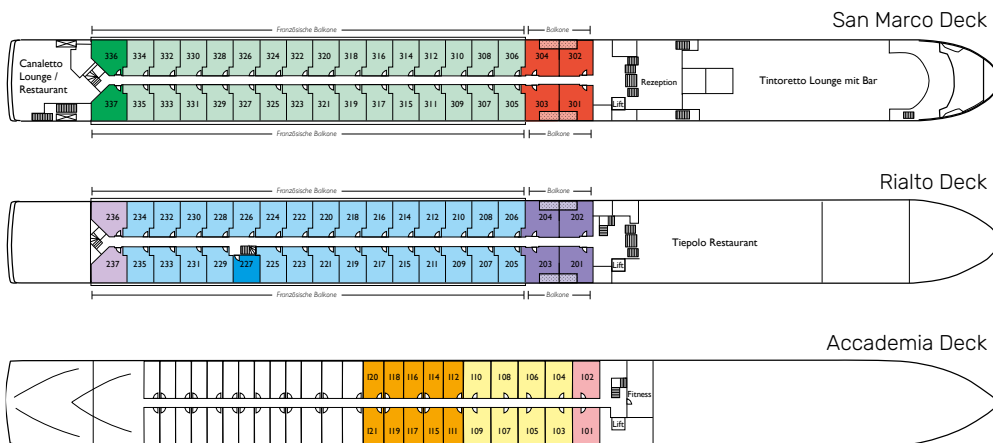 San Marco Deck
Französische Balkone Balkone
336 334 332 330 328 326 324 322 320 318 316 314 312 310 308 306 304 302
Canaletto
Lounge /
Restaurant
Rezeption
Tintoretto Lounge mit Bar
337 335 333 331 329 327 325 323 321 319 317 315 311 309 307 305 303 301
Lift
Französische Balkone Balkone
Rialto Deck
Französische Balkone Balkone
236 234 232 230 228 226 224 222 220 218 216 214 212 210 208 206 204 202
Tiepolo Restaurant
237 235 233 231 229 227 225 223 221 219 217 215 211 209 207 205 203 201
Lift
Französische Balkone Balkone
Accademia Deck
120 118 116 114 112 110 108 106 104 102
Fitness
121 119 117 115 111 109 107 105 103 101
Lift